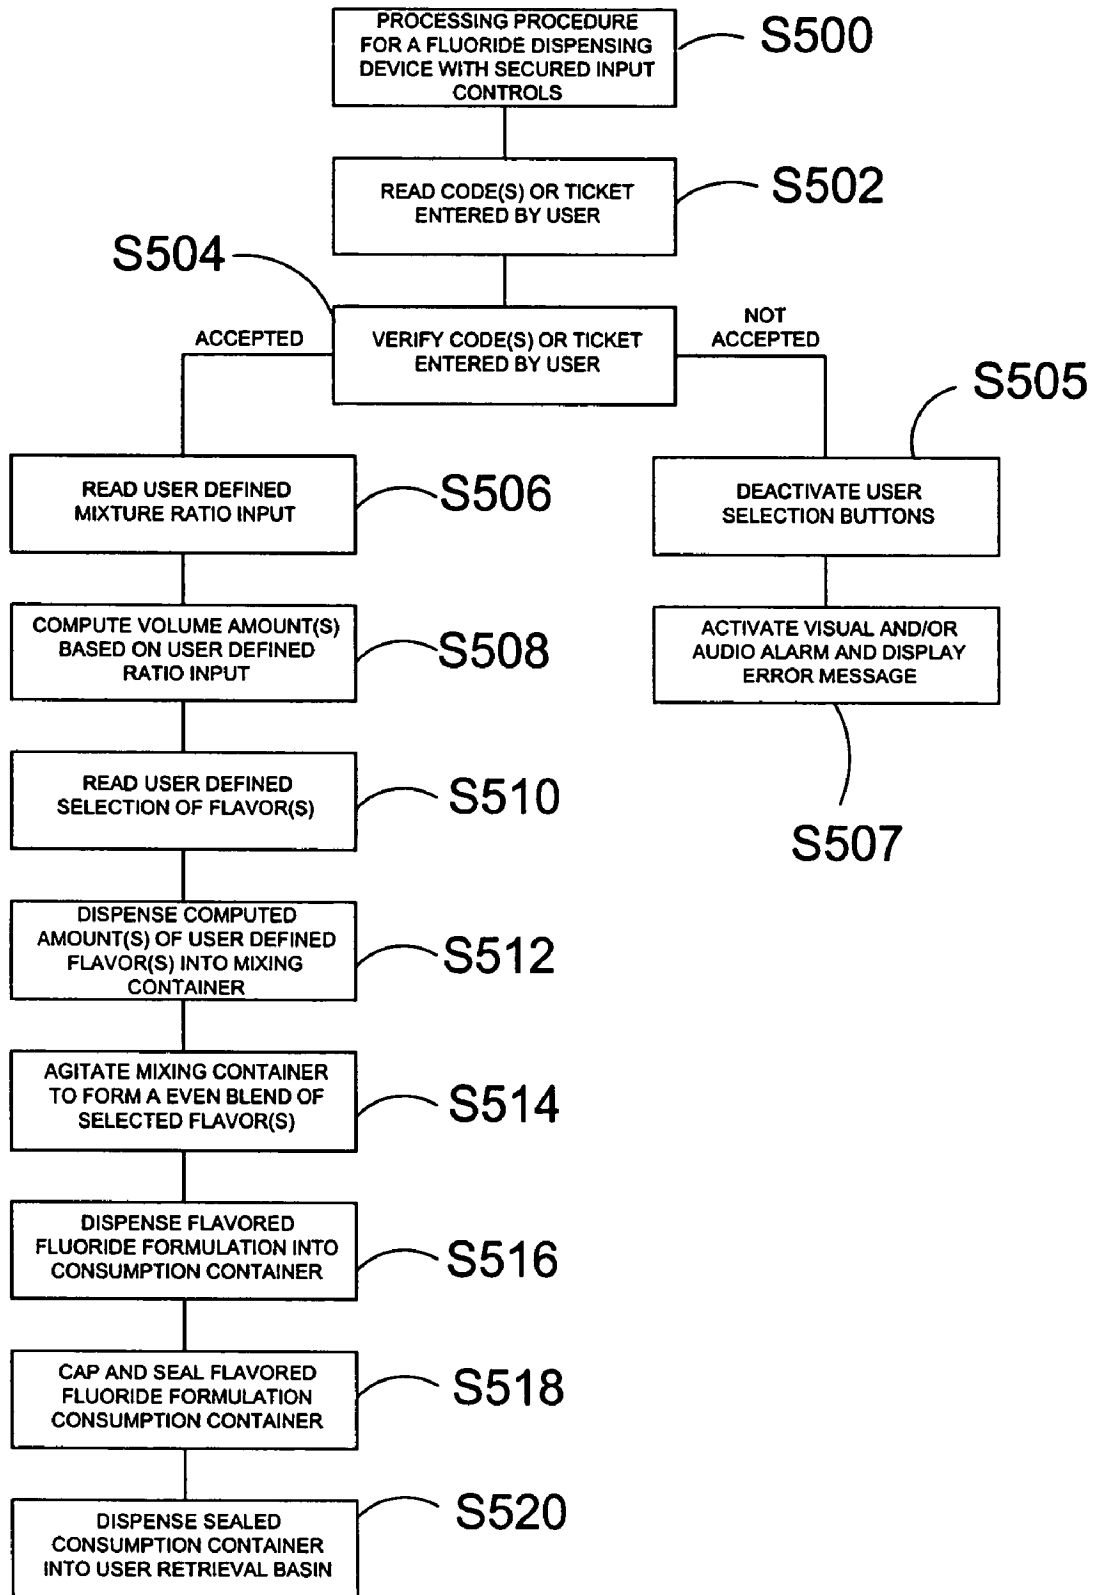 PROCESSING PROCEDURE
FOR A FLUORIDE DISPENSING
DEVICE WITH SECURED INPUT
CONTROLS
S500
READ CODE(S) OR TICKET
ENTERED BY USER
S502
S504
VERIFY CODE(S) OR TICKET
ENTERED BY USER
ACCEPTED
NOT
ACCEPTED
S505
READ USER DEFINED
MIXTURE RATIO INPUT
S506
DEACTIVATE USER
SELECTION BUTTONS
COMPUTE VOLUME AMOUNT(S)
BASED ON USER DEFINED
RATIO INPUT
S508
ACTIVATE VISUAL AND/OR
AUDIO ALARM AND DISPLAY
ERROR MESSAGE
S507
READ USER DEFINED
SELECTION OF FLAVOR(S)
S510
DISPENSE COMPUTED
AMOUNT(S) OF USER DEFINED
FLAVOR(S) INTO MIXING
CONTAINER
S512
AGITATE MIXING CONTAINER
TO FORM A EVEN BLEND OF
SELECTED FLAVOR(S)
S514
DISPENSE FLAVORED
FLUORIDE FORMULATION INTO
CONSUMPTION CONTAINER
S516
CAP AND SEAL FLAVORED
FLUORIDE FORMULATION
CONSUMPTION CONTAINER
S518
DISPENSE SEALED
CONSUMPTION CONTAINER
INTO USER RETRIEVAL BASIN
S520